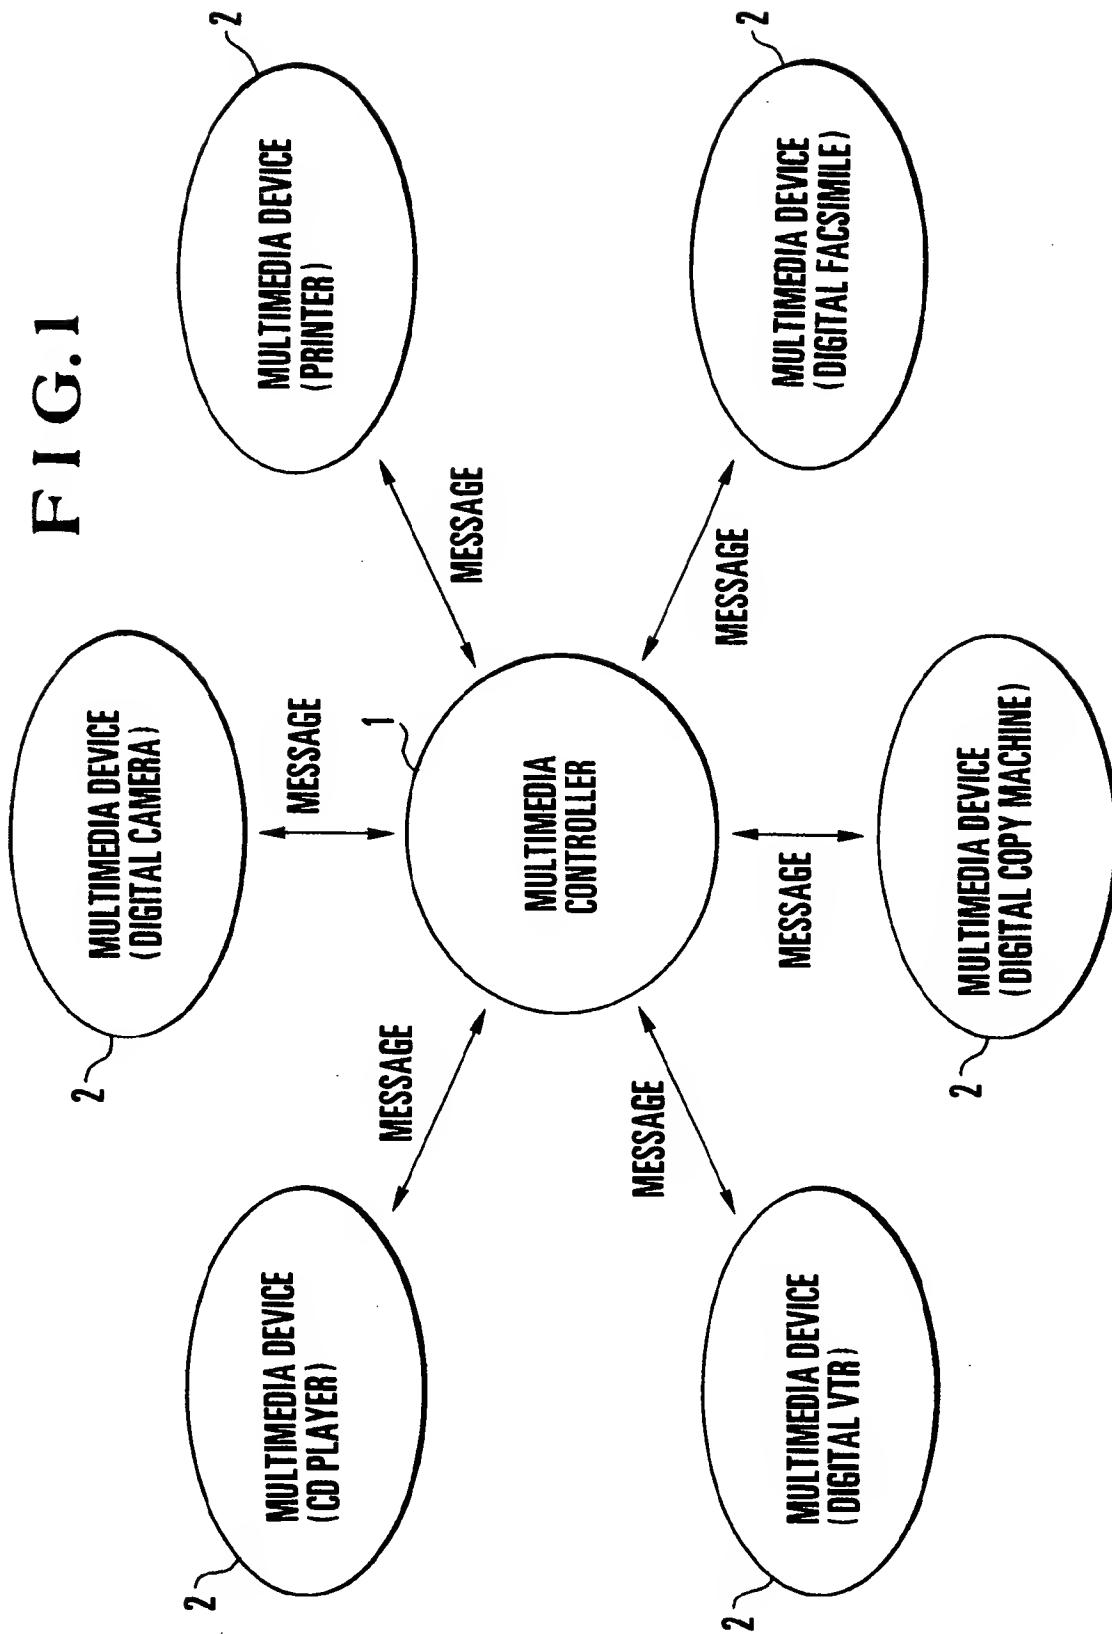 FIG.1
2
MULTIMEDIA DEVICE
(DIGITAL CAMERA)
2
MULTIMEDIA DEVICE
(CD PLAYER)
2
MULTIMEDIA DEVICE
(PRINTER)
MESSAGE
MESSAGE
1
MESSAGE
MULTIMEDIA
CONTROLLER
MESSAGE
MESSAGE
MESSAGE
2
MULTIMEDIA DEVICE
(DIGITAL VTR)
2
MULTIMEDIA DEVICE
(DIGITAL FACSIMILE)
2
MULTIMEDIA DEVICE
(DIGITAL COPY MACHINE)